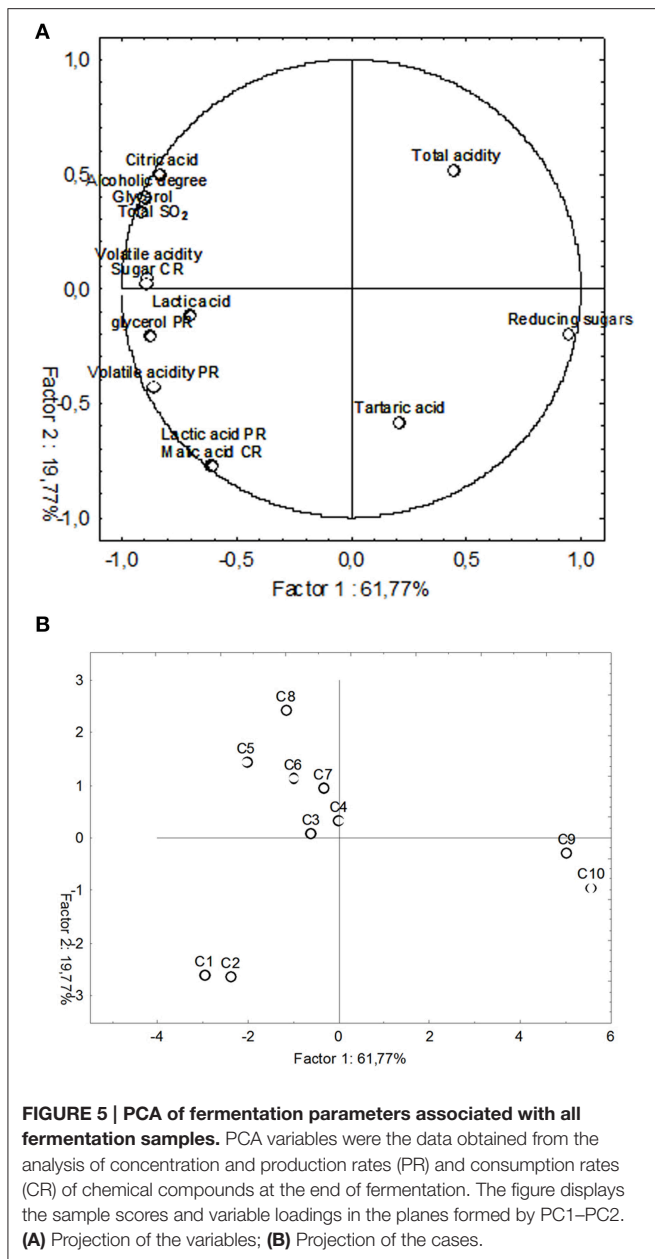 A
1,0
0,5
0,0
-0,5
-1,0
Factor 2 : 19,77%
Citric acid
Alcoholic degree
Glycerol
Total SO₂
Volatile acidity
Sugar CR
Lactic acid
glycerol PR
Volatile acidity PR
Lactic acid PR
Malic acid CR
Total acidity
Reducing sugars
Tartaric acid
-1,0 -0,5 0,0 0,5 1,0
Factor 1 : 61,77%
B
3
2
1
0
-1
-2
-3
Factor 2: 19,77%
C8
C5
C6
C7
C3
C4
C9
C10
C1
C2
-4 -2 0 2 4 6
Factor 1: 61,77%
FIGURE 5 | PCA of fermentation parameters associated with all
fermentation samples. PCA variables were the data obtained from the
analysis of concentration and production rates (PR) and consumption rates
(CR) of chemical compounds at the end of fermentation. The figure displays
the sample scores and variable loadings in the planes formed by PC1–PC2.
(A) Projection of the variables; (B) Projection of the cases.